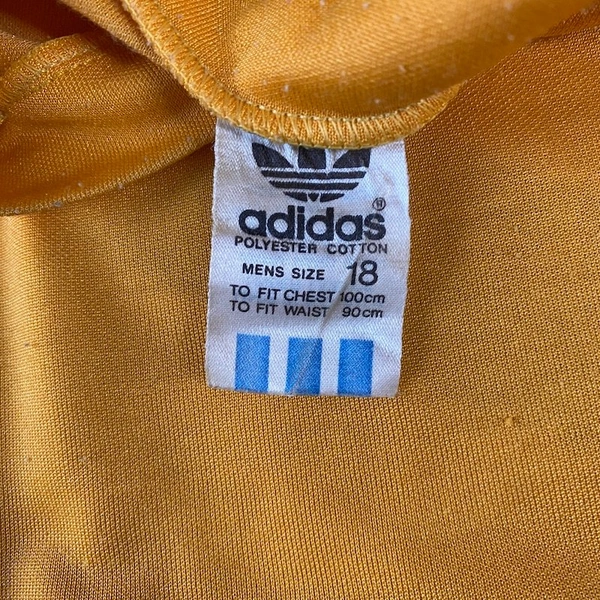 adidas®
POLYESTER COTTON
MENS SIZE 18
TO FIT CHEST 100cm
TO FIT WAIST 90cm